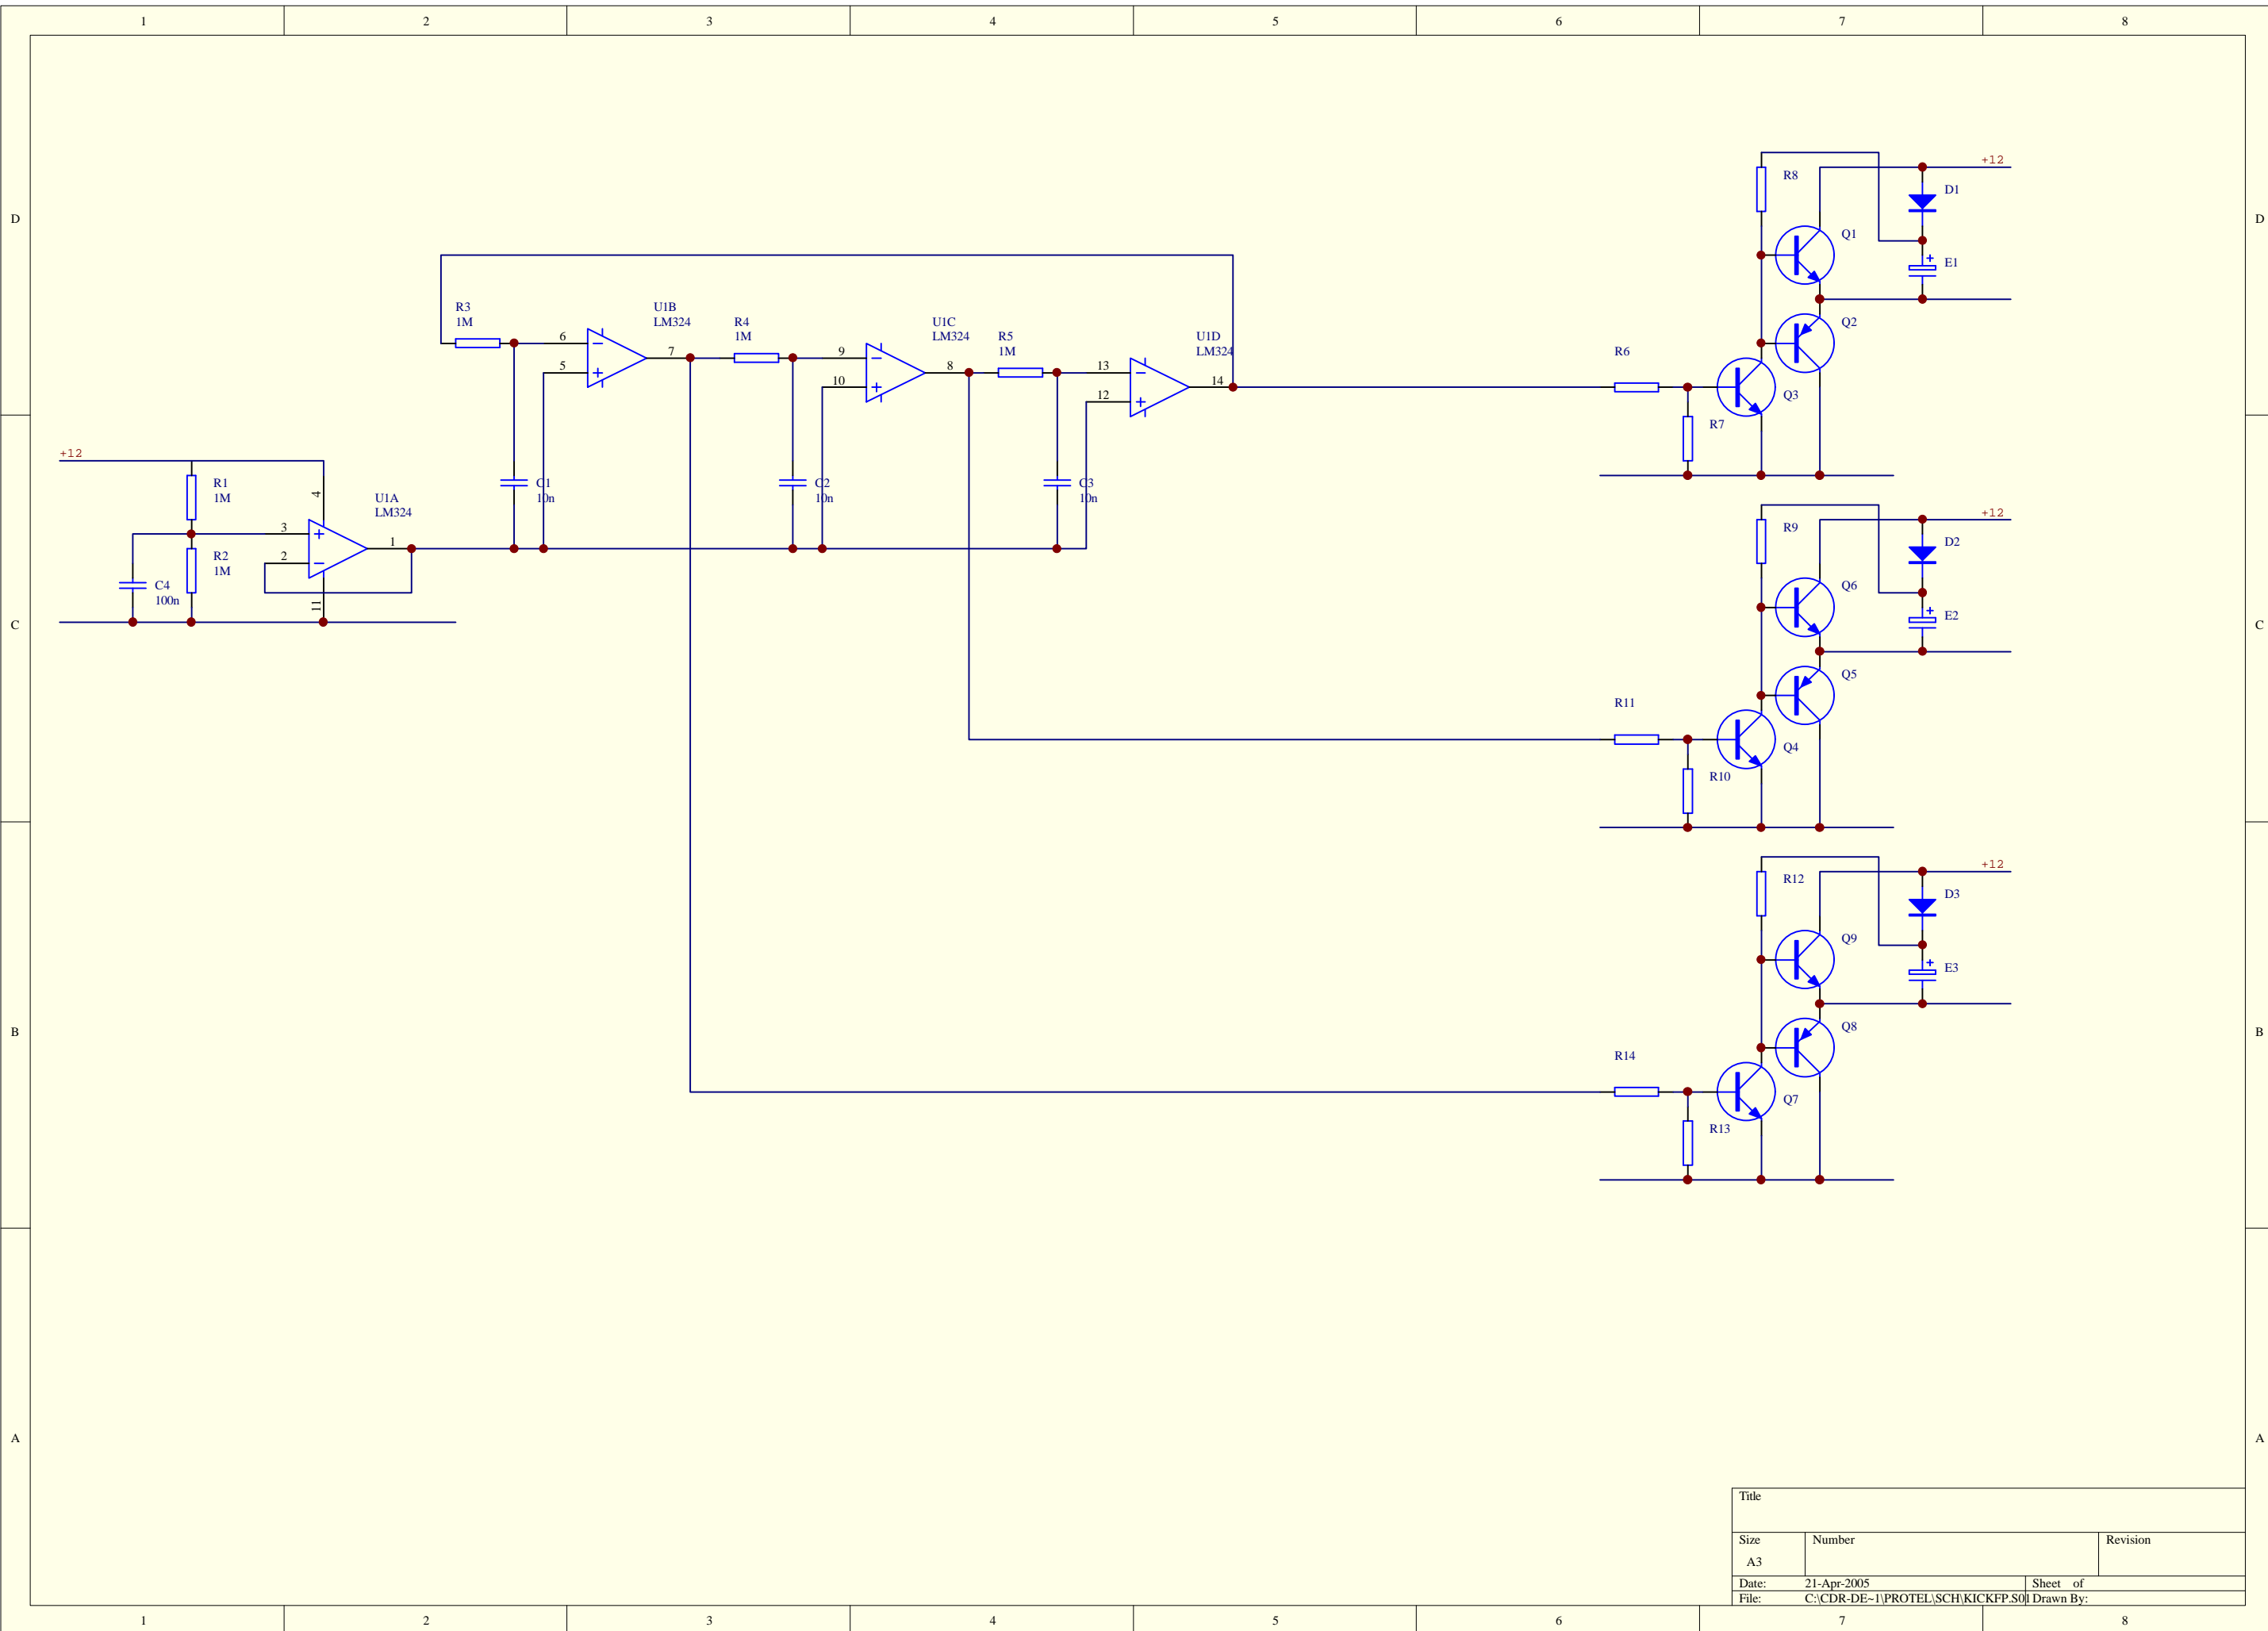 1 2 3 4 5 6 7 8
D D
R8
+12
D1
Q1
E1
R3
1M
U1B
LM324
R4
1M
U1C
LM324
R5
1M
U1D
LM324
Q2
6
7
5
9
8
10
13
14
12
R6
Q3
R7
+12
R1
1M
4
U1A
LM324
3
1
2
R2
1M
C4
100n
11
C1
10n
C2
10n
C3
10n
R9
+12
D2
Q6
E2
C C
Q5
R11
Q4
R10
R12
+12
D3
Q9
E3
B B
Q8
R14
Q7
R13
A A
Title
Size Number Revision
A3
Date: 21-Apr-2005 Sheet of
File: C:\CDR-DE~1\PROTEL\SCH\KICKFP.S01 Drawn By:
1 2 3 4 5 6 7 8